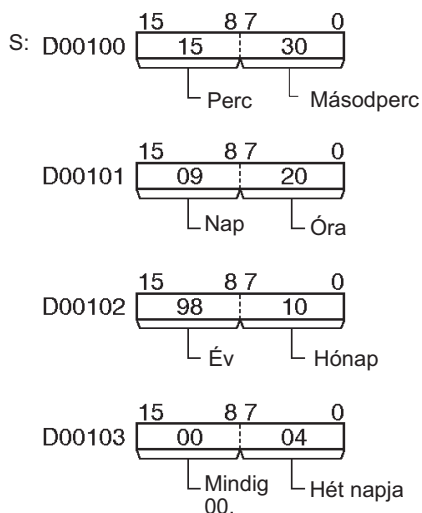 15 8 7 0
S: D00100 15 30
Perc Másodperc
15 8 7 0
D00101 09 20
Nap Óra
15 8 7 0
D00102 98 10
Év Hónap
15 8 7 0
D00103 00 04
Mindig Hét napja
00.